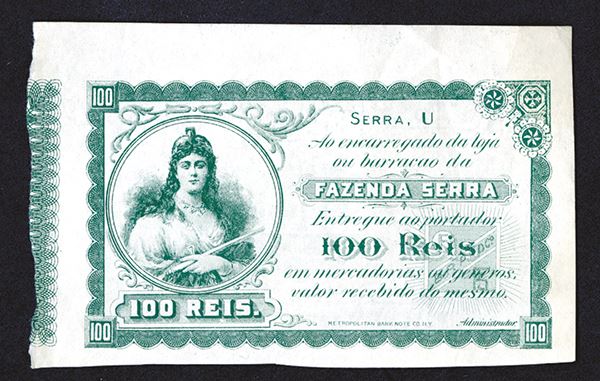 100
100
SERRA, U
Ao encarregado da loja
ou barracao da
FAZENDA SERRA
Entregue ao portador
100 Reis
em mercadorias ou generos,
valor recebido do mesmo.
100 REIS.
METROPOLITAN BANK NOTE CO. N.Y.
Administrador
100
100